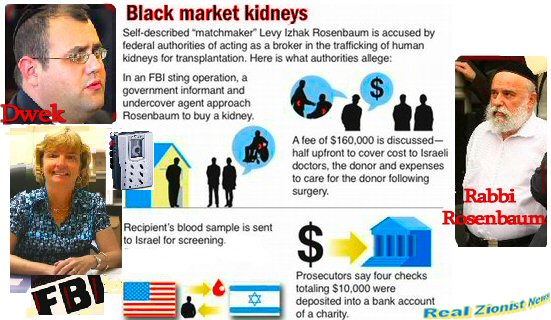 Black market kidneys
Self-described “matchmaker” Levy Izhak Rosenbaum is accused by
federal authorities of acting as a broker in the trafficking of human
kidneys for transplantation. Here is what authorities allege:
In an FBI sting operation, a
government informant and
undercover agent approach
Rosenbaum to buy a kidney.
$
A fee of $160,000 is discussed—
half upfront to cover cost to Israeli
doctors, the donor and expenses
to care for the donor following
surgery.
Recipient's blood sample is sent
to Israel for screening.
$
Prosecutors say four checks
totaling $10,000 were
deposited into a bank account
of a charity.
Dwek
FBI
Rabbi
Rosenbaum
Real Zionist News